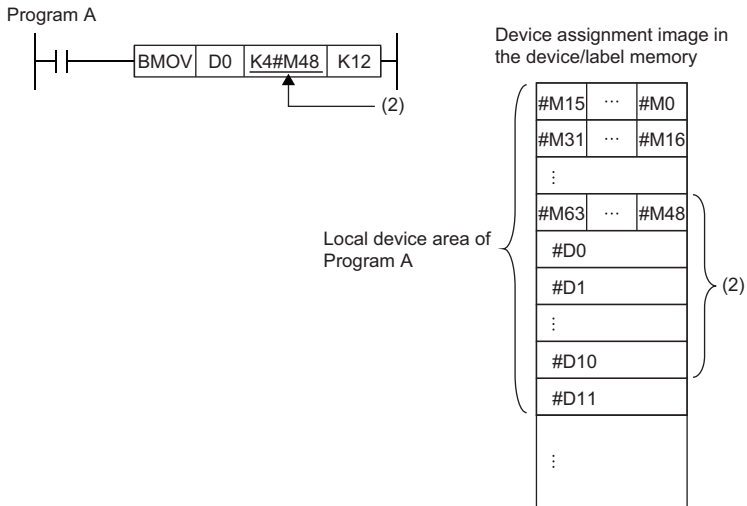 Program A
BMOV D0 K4#M48 K12
(2)
Device assignment image in
the device/label memory
#M15 ⋯ #M0
#M31 ⋯ #M16
⋮
#M63 ⋯ #M48
#D0
#D1
⋮
#D10
#D11
⋮
Local device area of
Program A
(2)